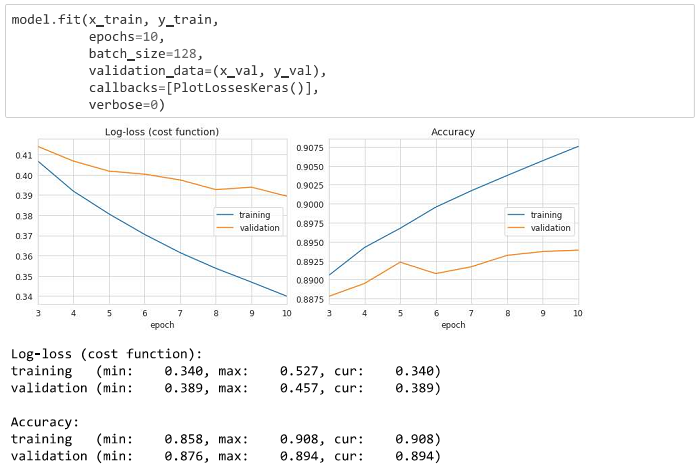 model.fit(x_train, y_train,
          epochs=10,
          batch_size=128,
          validation_data=(x_val, y_val),
          callbacks=[PlotLossesKeras()],
          verbose=0)
Log-loss (cost function)
0.41
0.40
0.39
0.38
0.37
0.36
0.35
0.34
training
validation
3 4 5 6 7 8 9 10
epoch
Accuracy
0.9075
0.9050
0.9025
0.9000
0.8975
0.8950
0.8925
0.8900
0.8875
training
validation
3 4 5 6 7 8 9 10
epoch
Log-loss (cost function):
training   (min:    0.340, max:    0.527, cur:    0.340)
validation (min:    0.389, max:    0.457, cur:    0.389)
Accuracy:
training   (min:    0.858, max:    0.908, cur:    0.908)
validation (min:    0.876, max:    0.894, cur:    0.894)